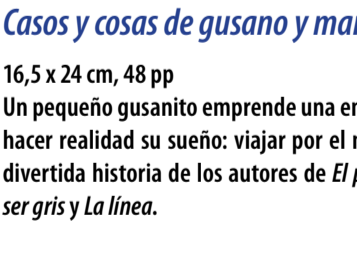 Casos y cosas de gusano y
16,5 x 24 cm, 48 pp
Un pequeño gusanito emprende una
hacer realidad su sueño: viajar por el
divertida historia de los autores de El
ser gris y La línea.